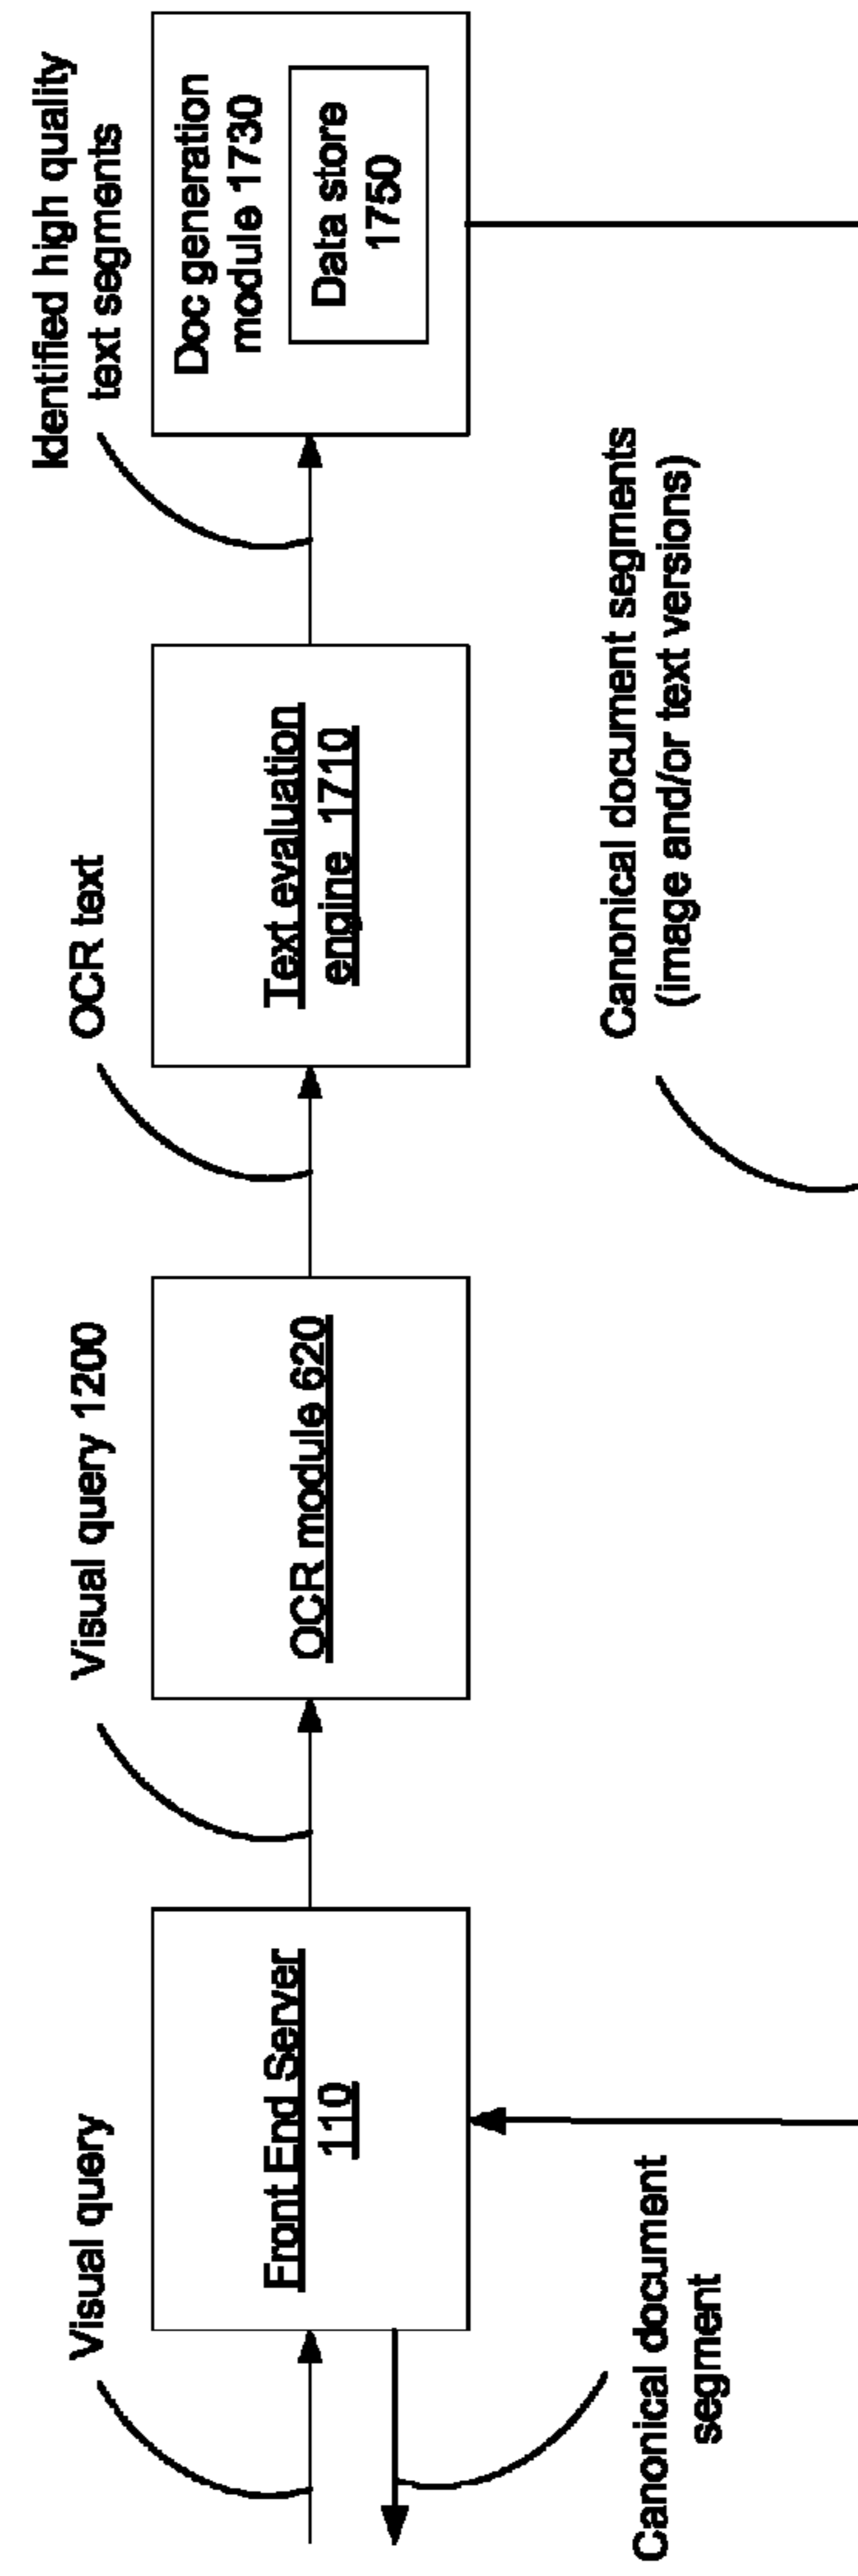 Visual query
Front End Server
110
Canonical document
segment
Visual query 1200
OCR module 620
OCR text
Text evaluation
engine 1710
Identified high quality
text segments
Doc generation
module 1730
Data store
1750
Canonical document segments
(image and/or text versions)